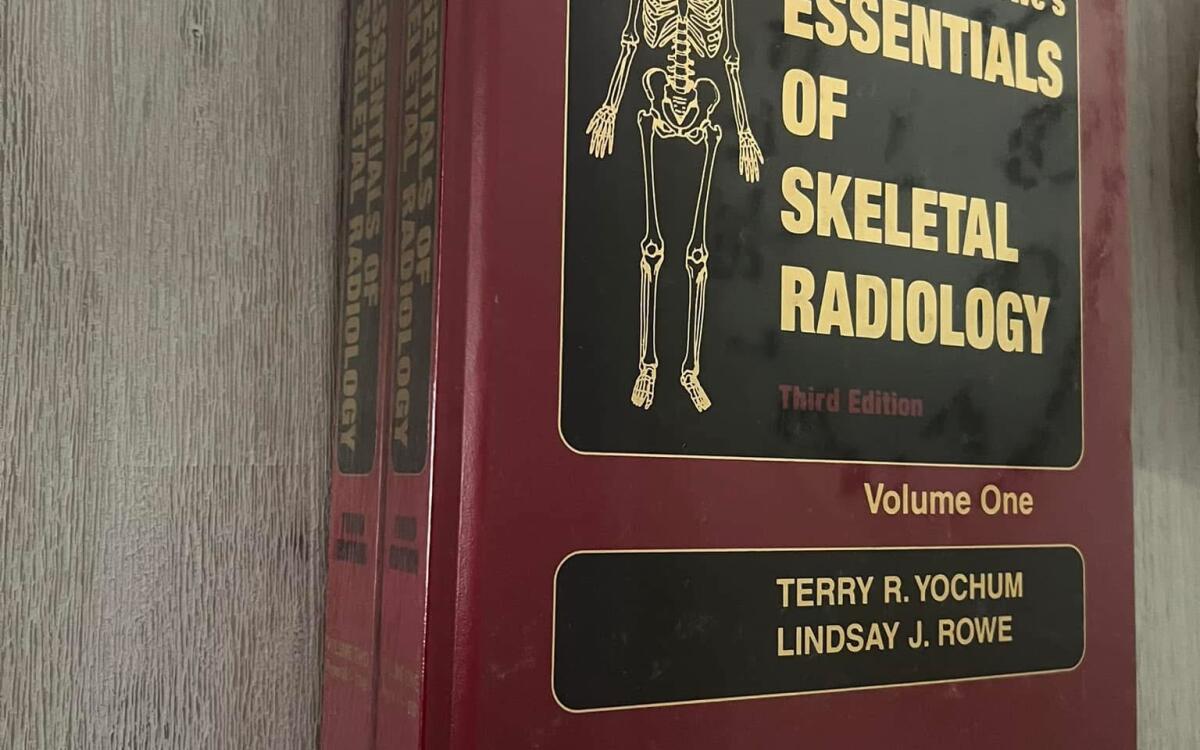 ESSENTIALS
OF
SKELETAL
RADIOLOGY
Third Edition
Volume One
TERRY R. YOCHUM
LINDSAY J. ROWE
ESSENTIALS OF
SKELETAL RADIOLOGY
ESSENTIALS OF
SKELETAL RADIOLOGY